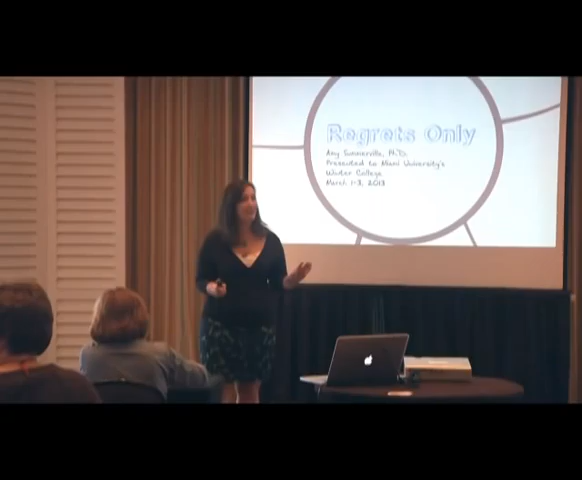 Regrets Only
Amy Summerville, Ph.D.
Presented to Miami University's
Winter College
March 1-3, 2013